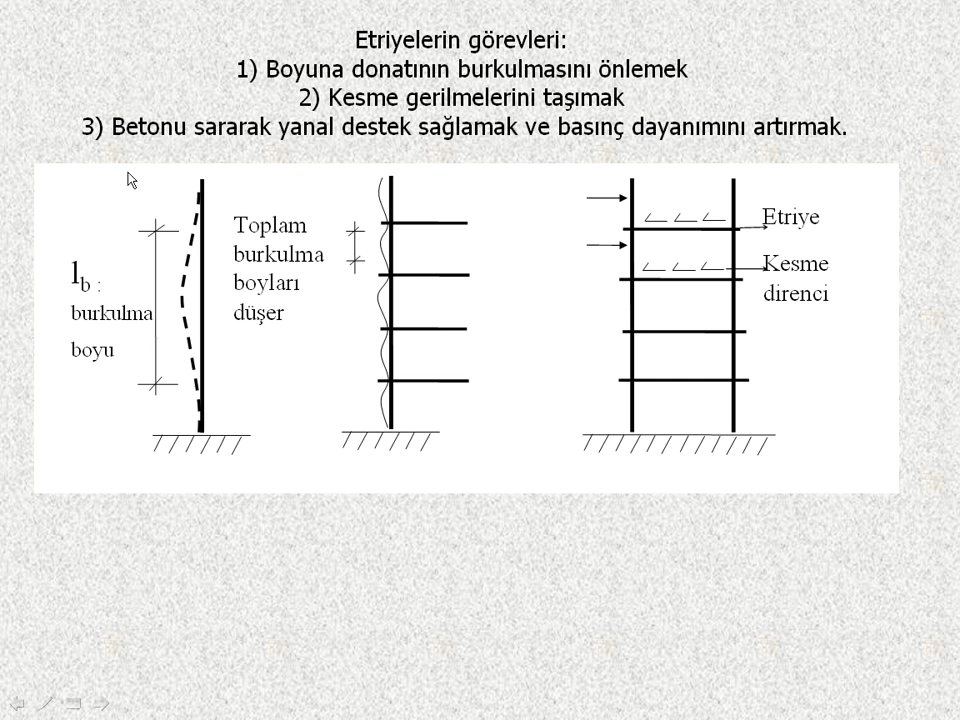 Etriyelerin görevleri:
1) Boyuna donatının burkulmasını önlemek
2) Kesme gerilmelerini taşımak
3) Betonu sararak yanal destek sağlamak ve basınç dayanımını artırmak.
l b :
burkulma
boyu
Toplam
burkulma
boyları
düşer
Etriye
Kesme
direnci